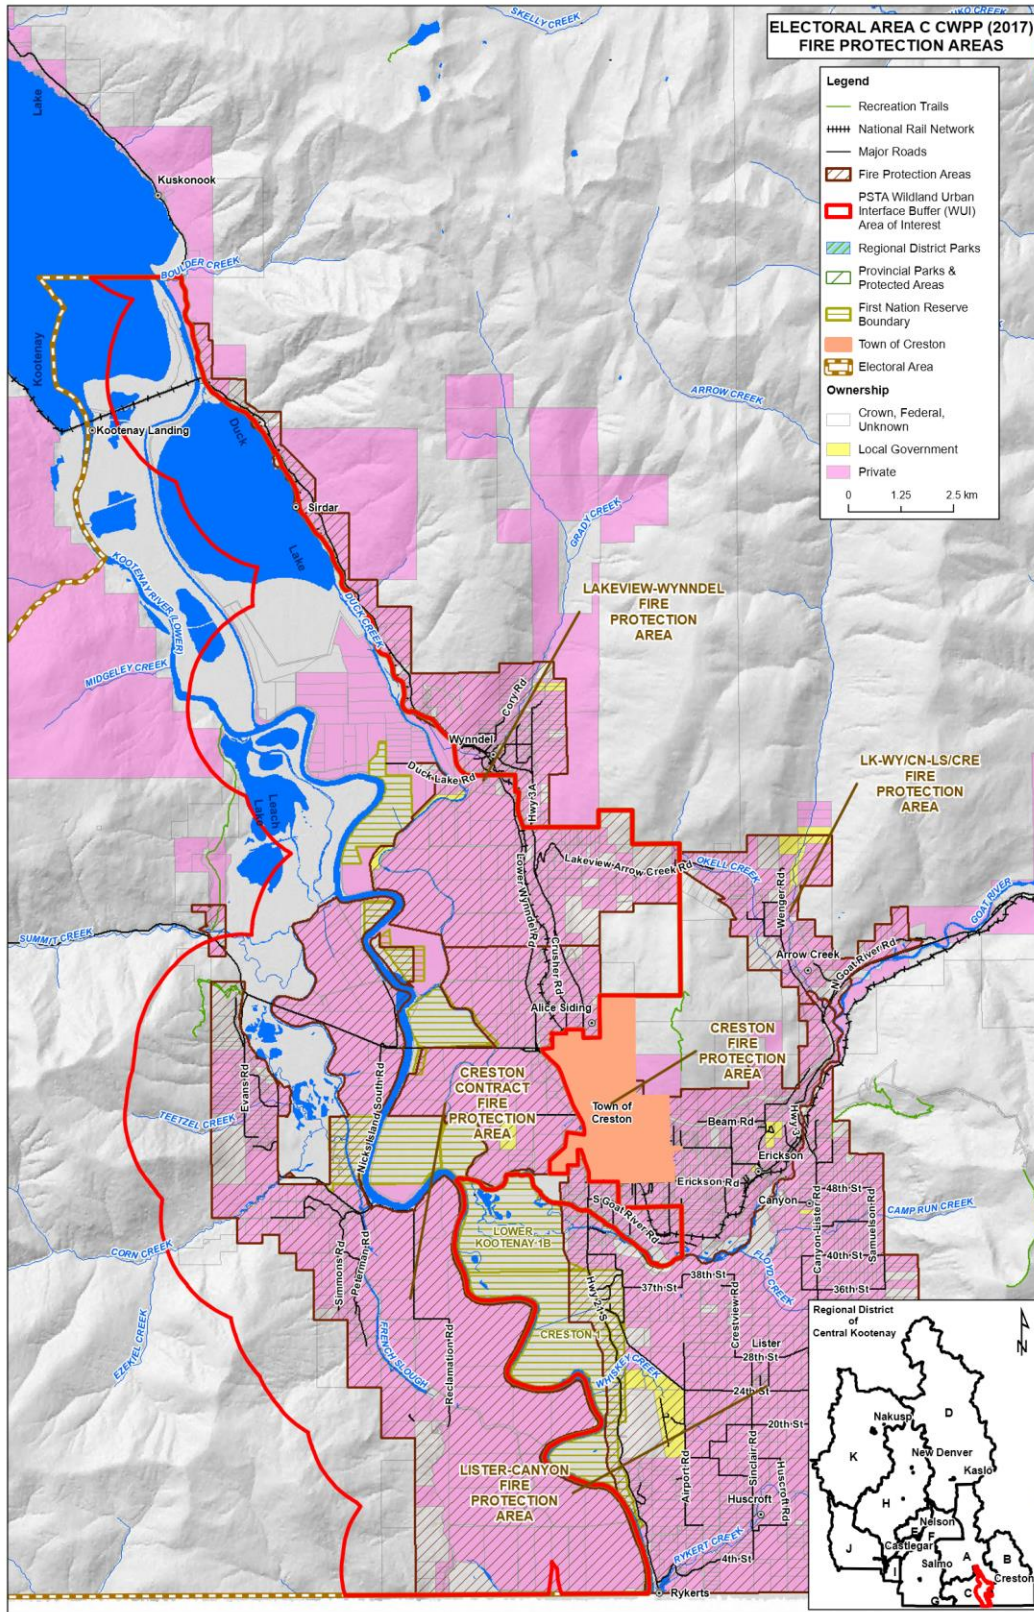 SKELLY CREEK
ELECTORAL AREA C CWPP (2017)
FIRE PROTECTION AREAS
Legend
Recreation Trails
National Rail Network
Major Roads
Fire Protection Areas
PSTA Wildland Urban
Interface Buffer (WUI)
Area of Interest
Regional District Parks
Provincial Parks &
Protected Areas
First Nation Reserve
Boundary
Town of Creston
Electoral Area
Ownership
Crown, Federal,
Unknown
Local Government
Private
0 1.25 2.5 km
Lake
Kuskonook
BOULDER CREEK
Kootenay
Kootenay Landing
Duck
Lake
Sirdar
ARROW CREEK
GRADY CREEK
KOOTENAY RIVER (LOWER)
DUCK CREEK
MIDGELEY CREEK
LAKEVIEW-WYNNDEL
FIRE
PROTECTION
AREA
Cory Rd
Wynndel
Duck Lake Rd
Hwy 3A
LK-WY/CN-LS/CRE
FIRE
PROTECTION
AREA
Leach
Lake
Lower Wynndel Rd
Lakeview Arrow Creek Rd
OKELL CREEK
Wenger Rd
GOAT RIVER
SUMMIT CREEK
Crusher Rd
Arrow Creek
N Goat River Rd
Alice Siding
CRESTON
FIRE
PROTECTION
AREA
CRESTON
CONTRACT
FIRE
PROTECTION
AREA
Evans Rd
Nicks Island South Rd
TEETZEL CREEK
Town of
Creston
Beam Rd
Hwy 3
Erickson
Erickson Rd
Canyon
48th St
S Goat River Rd
Canyon-Lister Rd
Samuelson Rd
CAMP RUN CREEK
CORN CREEK
LOWER
KOOTENAY 1B
Simmons Rd
Peterman Rd
FLOYD CREEK
40th St
38th St
37th St
36th St
Hwy 21 S
Crestview Rd
EZEKIEL CREEK
FRENCH SLOUGH
Reclamation Rd
CRESTON 1
WHISKEY CREEK
Lister
28th St
24th St
20th St
LISTER-CANYON
FIRE
PROTECTION
AREA
Airport Rd
Sinclair Rd
Huscroft Rd
Huscroft
RYKERT CREEK
4th St
Rykerts
Regional District
of
Central Kootenay
N
Nakusp
D
K
New Denver
Kaslo
H
Nelson
E
F
J
Castlegar
I
Salmo
A
B
Creston
C
G